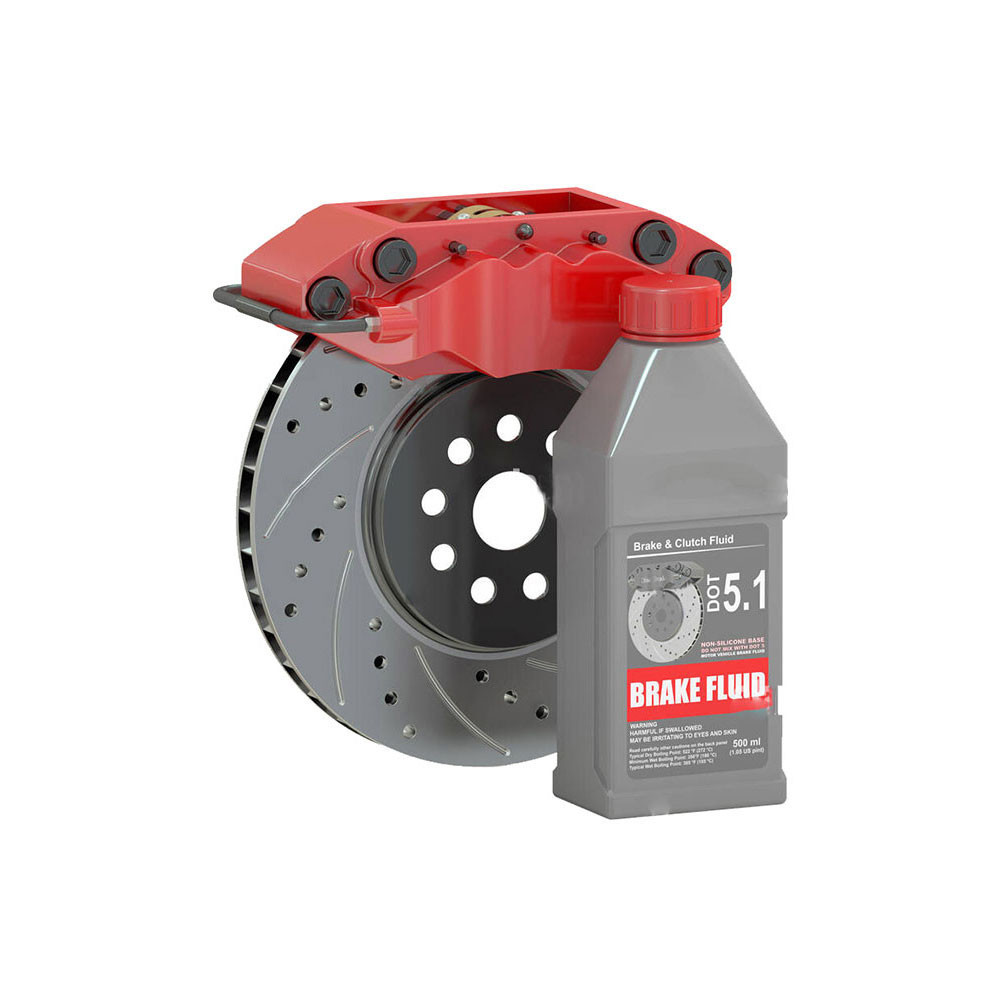 Brake & Clutch Fluid
DOT 5.1
NON-SILICONE BASE
DO NOT MIX WITH DOT 5
MOTOR VEHICLE BRAKE FLUID
BRAKE FLUID
WARNING
HARMFUL IF SWALLOWED
MAY BE IRRITATING TO EYES AND SKIN
Read carefully other cautions on the back panel
Typical Dry Boiling Point: 522 °F (272 °C)
Minimum Wet Boiling Point: 356°F (180 °C)
Typical Wet Boiling Point: 365 °F (185 °C)
500 ml
(1.05 US pint)